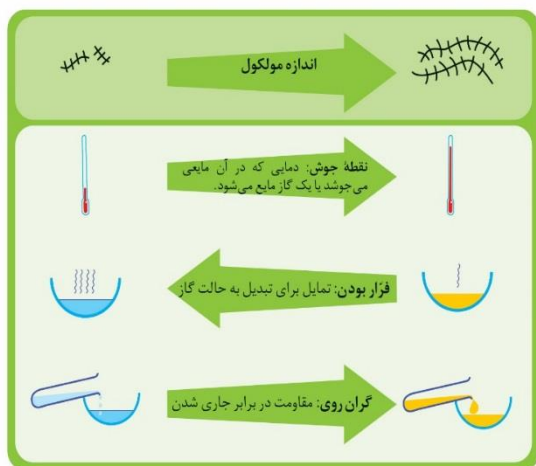 اندازه مولکول
نقطهٔ جوش: دمایی که در آن مایعی
می‌جوشد یا یک گاز مایع می‌شود.
فرّار بودن: تمایل برای تبدیل به حالت گاز
گران روی: مقاومت در برابر جاری شدن